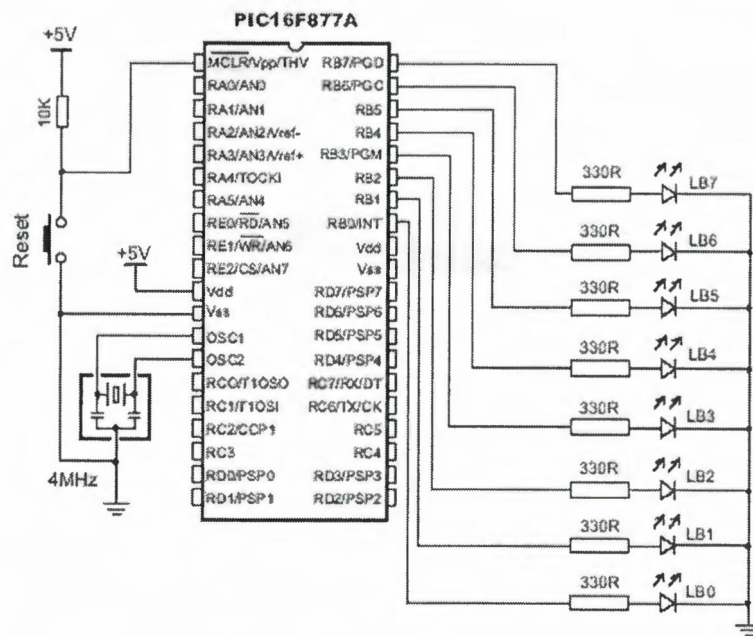 PIC16F877A
+5V
10K
Reset
+5V
4MHz
MCLR/Vpp/THV
RA0/AN0
RA1/AN1
RA2/AN2/Vref-
RA3/AN3/Vref+
RA4/TOCKI
RA5/AN4
RE0/RD/AN5
RE1/WR/AN6
RE2/CS/AN7
Vdd
Vss
OSC1
OSC2
RC0/T1OSO
RC1/T1OSI
RC2/CCP1
RC3
RD0/PSP0
RD1/PSP1
RB7/PGD
RB6/PGC
RB5
RB4
RB3/PGM
RB2
RB1
RB0/INT
Vdd
Vss
RD7/PSP7
RD6/PSP6
RD5/PSP5
RD4/PSP4
RC7/RX/DT
RC6/TX/CK
RC5
RC4
RD3/PSP3
RD2/PSP2
330R LB7
330R LB6
330R LB5
330R LB4
330R LB3
330R LB2
330R LB1
330R LB0